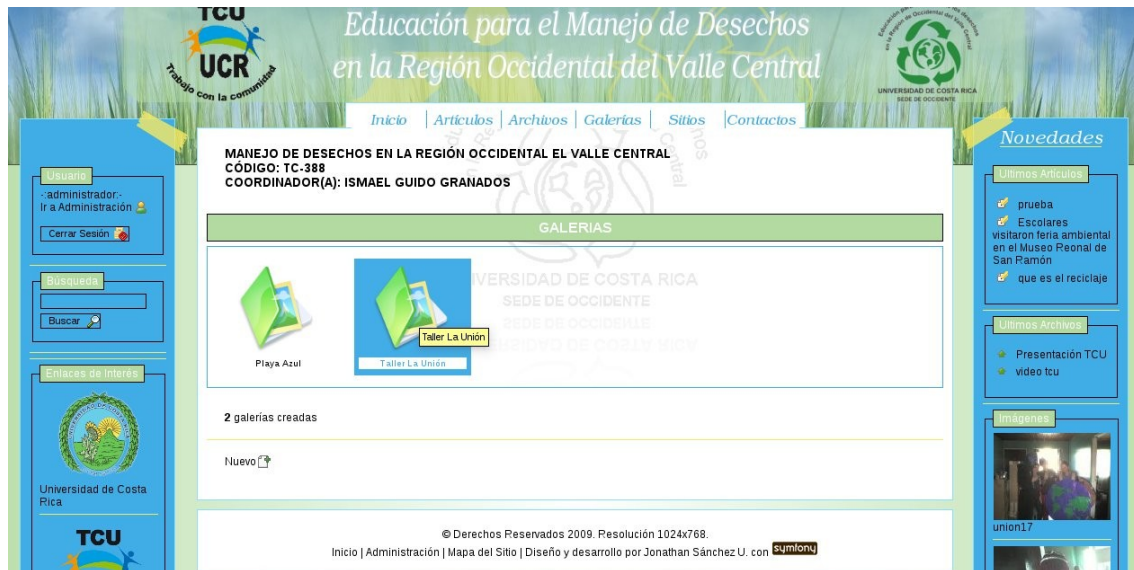 TCU
UCR
Trabajo con la comunidad
Educación para el Manejo de Desechos
en la Región Occidental del Valle Central
UNIVERSIDAD DE COSTA RICA
SEDE DE OCCIDENTE
Inicio
Artículos
Archivos
Galerías
Sitios
Contactos
Usuario
-:administrador:-
Ir a Administración
Cerrar Sesión
Búsqueda
Buscar
Enlaces de Interés
Universidad de Costa
Rica
TCU
MANEJO DE DESECHOS EN LA REGIÓN OCCIDENTAL EL VALLE CENTRAL
CÓDIGO: TC-388
COORDINADOR(A): ISMAEL GUIDO GRANADOS
GALERIAS
UNIVERSIDAD DE COSTA RICA
SEDE DE OCCIDENTE
Playa Azul
Taller La Unión
Taller La Unión
2 galerías creadas
Nuevo
© Derechos Reservados 2009. Resolución 1024x768.
Inicio | Administración | Mapa del Sitio | Diseño y desarrollo por Jonathan Sánchez U. con symfony
Novedades
Ultimos Artículos
prueba
Escolares
visitaron feria ambiental
en el Museo Reonal de
San Ramón
que es el reciclaje
Ultimos Archivos
Presentación TCU
video tcu
Imágenes
union17